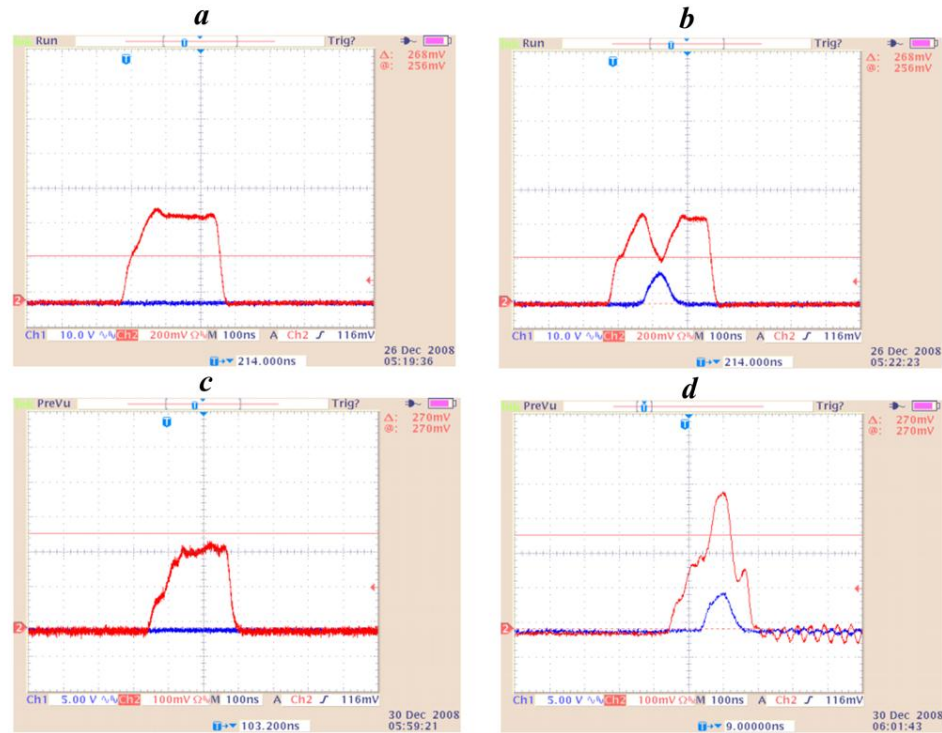 a
Run Trig?
T
Δ: 268mV
@: 256mV
2
Ch1 10.0 V Ch2 200mV Ω M 100ns A Ch2 116mV
T 214.000ns
26 Dec 2008
05:19:36
b
Run Trig?
T
Δ: 268mV
@: 256mV
2
Ch1 10.0 V Ch2 200mV Ω M 100ns A Ch2 116mV
T 214.000ns
26 Dec 2008
05:22:23
c
PreVu Trig?
T
Δ: 270mV
@: 270mV
2
Ch1 5.00 V Ch2 100mV Ω M 100ns A Ch2 116mV
T 103.200ns
30 Dec 2008
05:59:21
d
PreVu Trig?
T
Δ: 270mV
@: 270mV
2
Ch1 5.00 V Ch2 100mV Ω M 100ns A Ch2 116mV
T 9.00000ns
30 Dec 2008
06:01:43